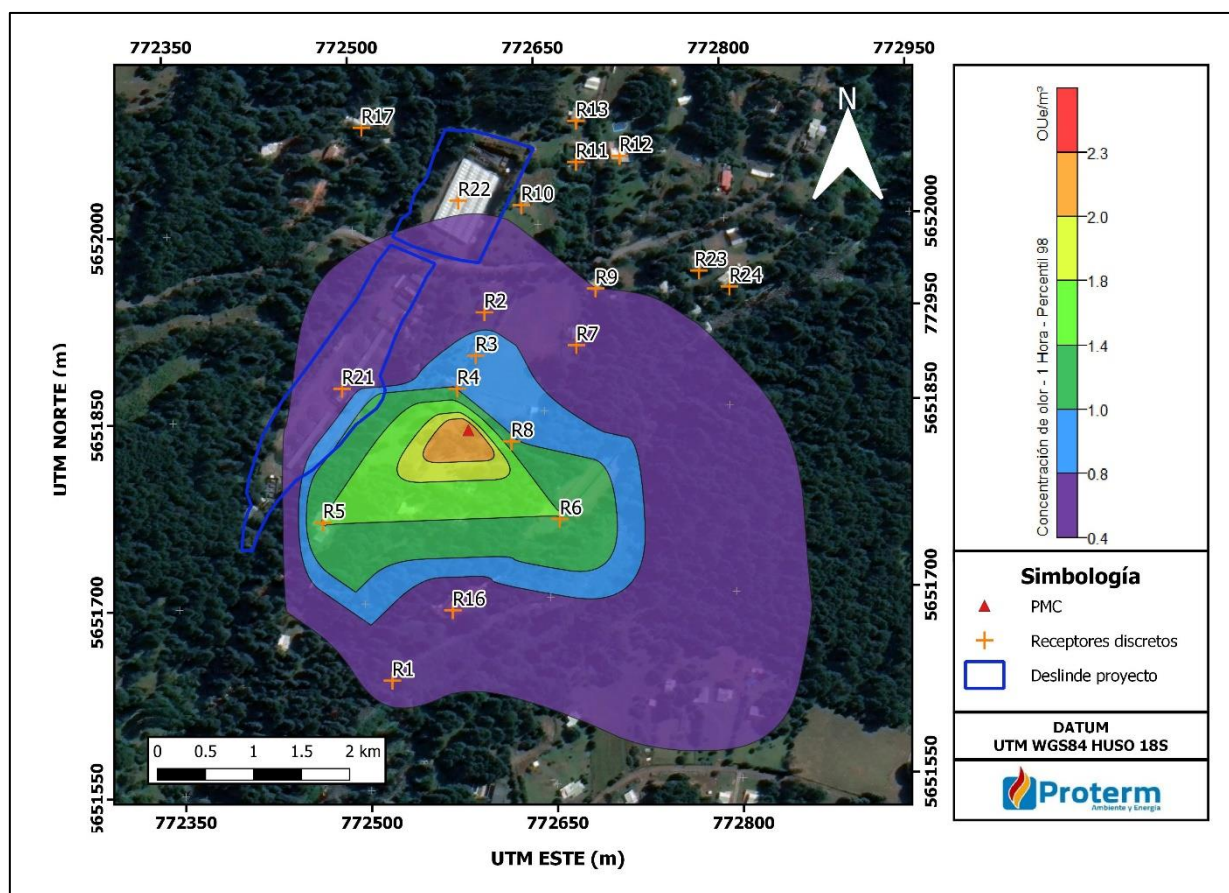 772350 772500 772650 772800 772950
N
R17
R13
R11
R12
R22
R10
R23
R24
R9
R2
R7
R3
R21
R4
R8
R5
R6
R16
R1
5652000
5651850
5651700
5651550
UTM NORTE (m)
5652000
772950
5651850
5651700
5651550
0 0.5 1 1.5 2 km
772350 772500 772650 772800
UTM ESTE (m)
Concentración de olor - 1 Hora - Percentil 98
OUe/m³
2.3
2.0
1.8
1.4
1.0
0.8
0.4
Simbología
PMC
Receptores discretos
Deslinde proyecto
DATUM
UTM WGS84 HUSO 18S
Proterm
Ambiente y Energía